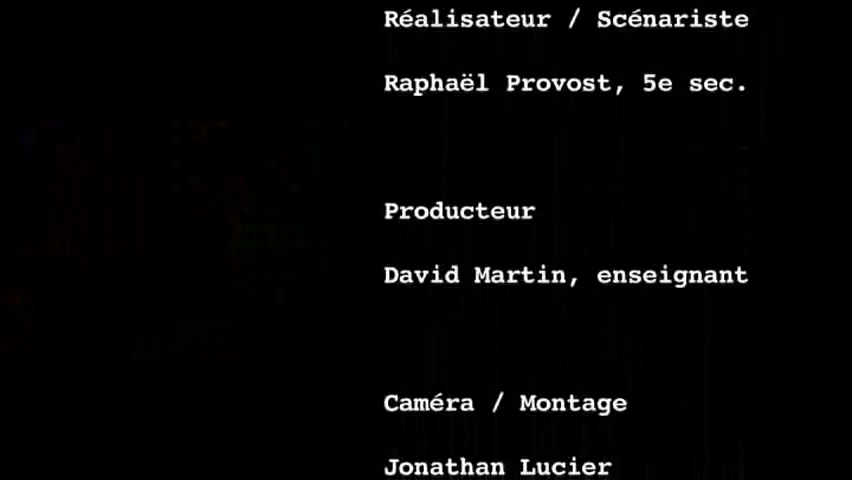 Réalisateur / Scénariste
Raphaël Provost, 5e sec.
Producteur
David Martin, enseignant
Caméra / Montage
Jonathan Lucier